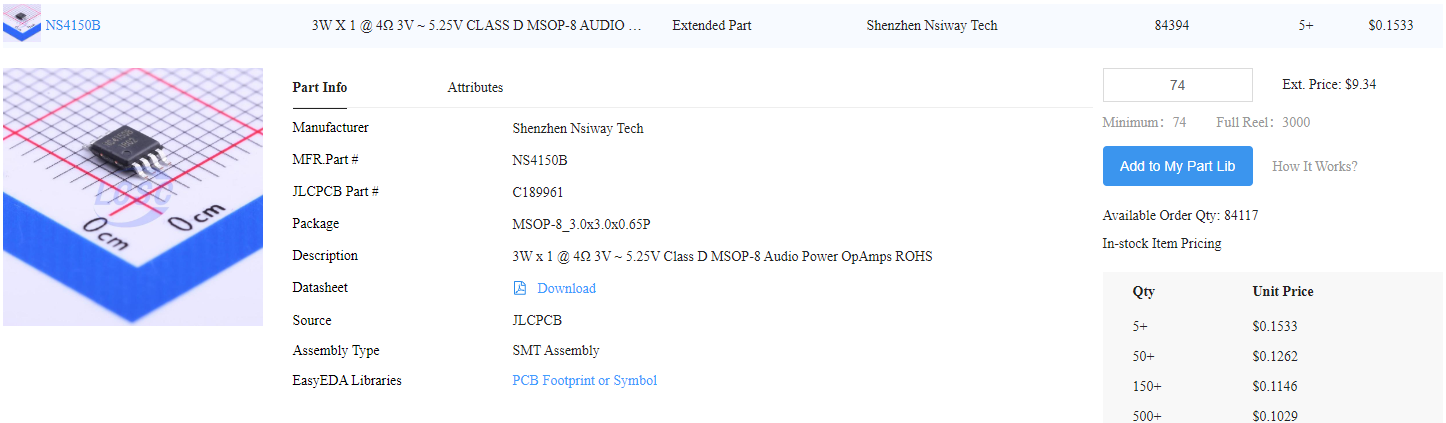 NS4150B 3W X 1 @ 4Ω 3V ~ 5.25V CLASS D MSOP-8 AUDIO … Extended Part Shenzhen Nsiway Tech 84394 5+ $0.1533
Part Info Attributes
Manufacturer Shenzhen Nsiway Tech
MFR.Part # NS4150B
JLCPCB Part # C189961
Package MSOP-8_3.0x3.0x0.65P
Description 3W x 1 @ 4Ω 3V ~ 5.25V Class D MSOP-8 Audio Power OpAmps ROHS
Datasheet Download
Source JLCPCB
Assembly Type SMT Assembly
EasyEDA Libraries PCB Footprint or Symbol
74 Ext. Price: $9.34
Minimum: 74 Full Reel: 3000
Add to My Part Lib How It Works?
Available Order Qty: 84117
In-stock Item Pricing
Qty Unit Price
5+ $0.1533
50+ $0.1262
150+ $0.1146
500+ $0.1029
LCSC
0cm 0cm